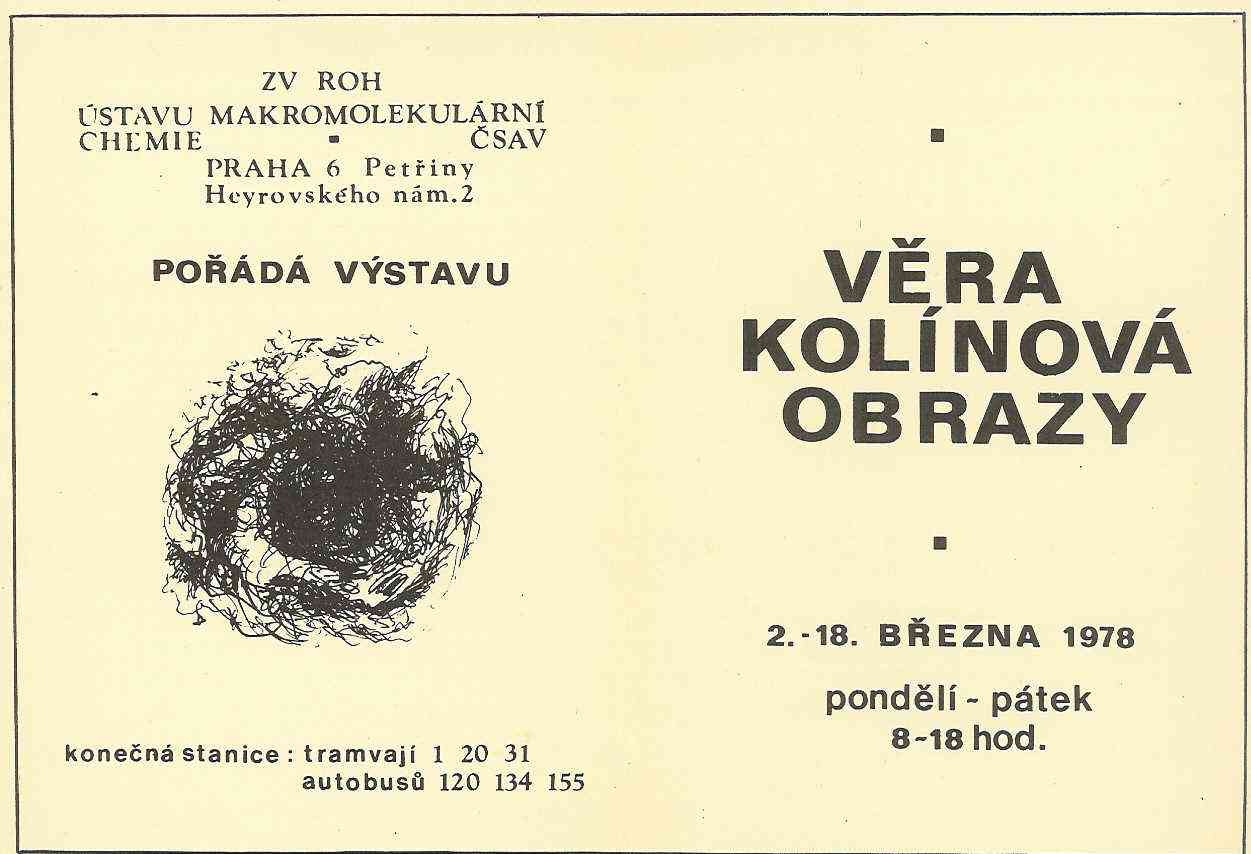 ZV ROH
ÚSTAVU MAKROMOLEKULÁRNÍ
CHEMIE ▪ ČSAV
PRAHA 6 Petřiny
Heyrovského nám.2
POŘÁDÁ VÝSTAVU
konečná stanice : tramvají 1 20 31
autobusů 120 134 155
VĚRA
KOLÍNOVÁ
OBRAZY
2.-18. BŘEZNA 1978
pondělí - pátek
8-18 hod.